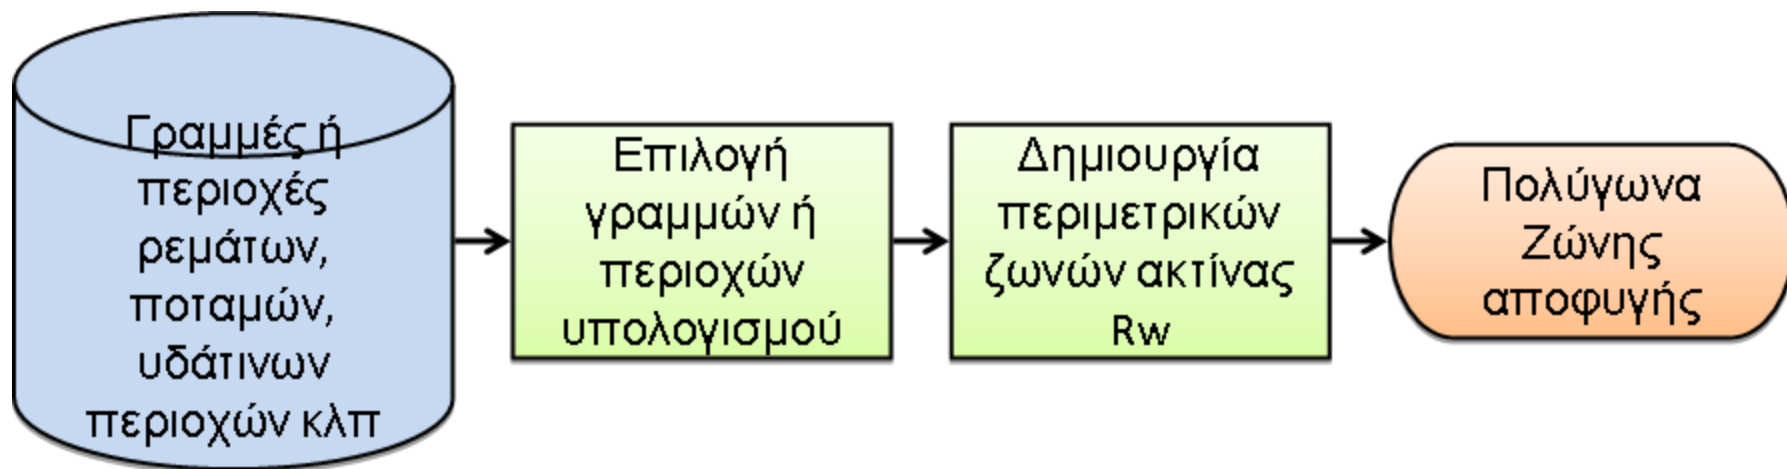 Γραμμές ή
περιοχές
ρεμάτων,
ποταμών,
υδάτινων
περιοχών κλπ
Επιλογή
γραμμών ή
περιοχών
υπολογισμού
Δημιουργία
περιμετρικών
ζωνών ακτίνας
Rw
Πολύγωνα
Ζώνης
αποφυγής